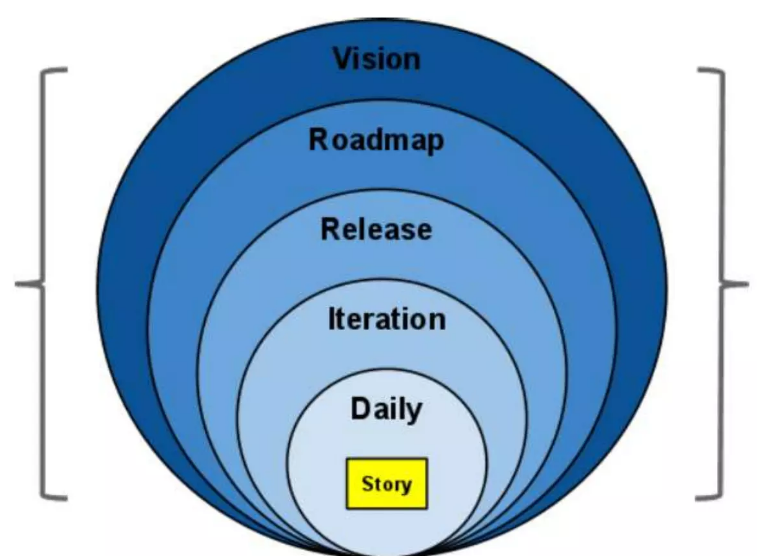 Vision
Roadmap
Release
Iteration
Daily
Story